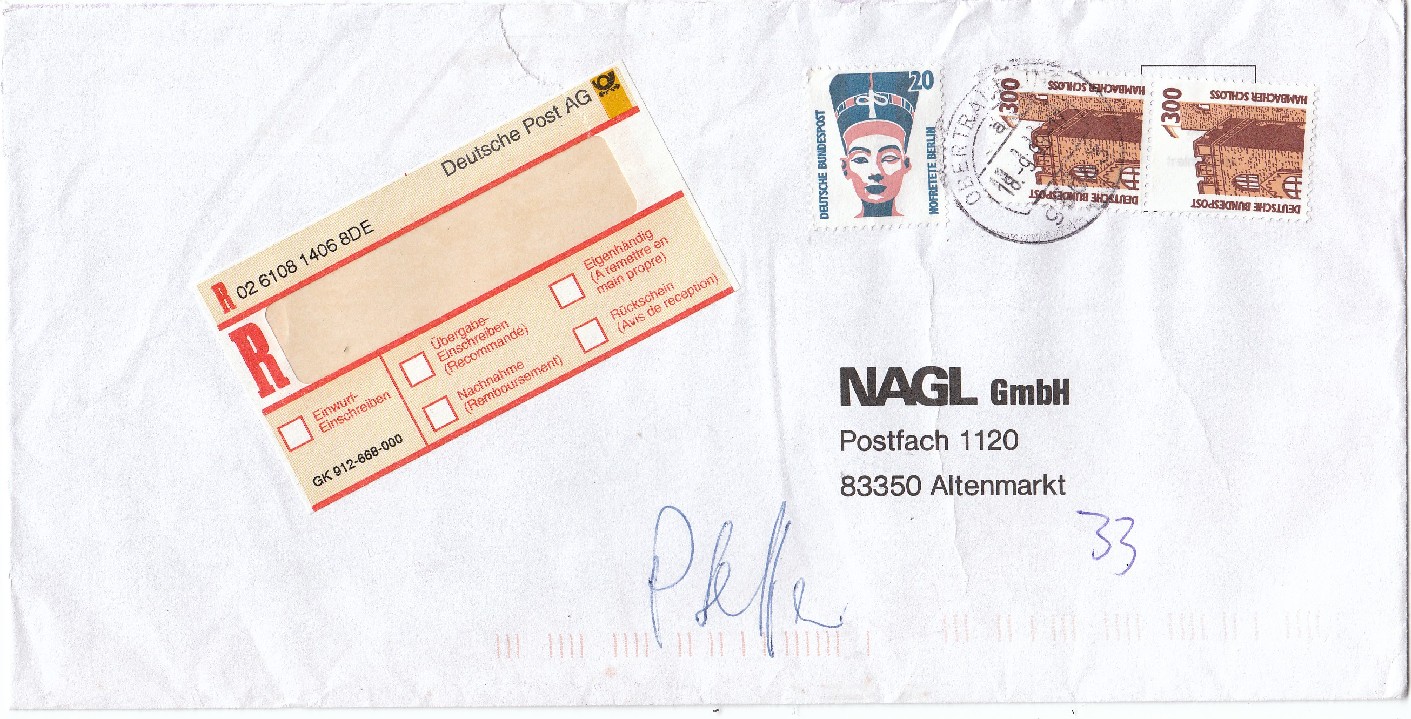 Deutsche Post AG
R 02 6108 1406 8DE
R
Einwurf-
Einschreiben
Übergabe-
Einschreiben
(Recommandé)
Nachnahme
(Remboursement)
Eigenhändig
(A remettre en
main propre)
Rückschein
(Avis de reception)
GK 912-668-000
20
DEUTSCHE BUNDESPOST
NOFRETETE BERLIN
300
HAMBACHER SCHLOSS
DEUTSCHE BUNDESPOST
300
HAMBACHER SCHLOSS
DEUTSCHE BUNDESPOST
a
NAGL GmbH
Postfach 1120
83350 Altenmarkt
33